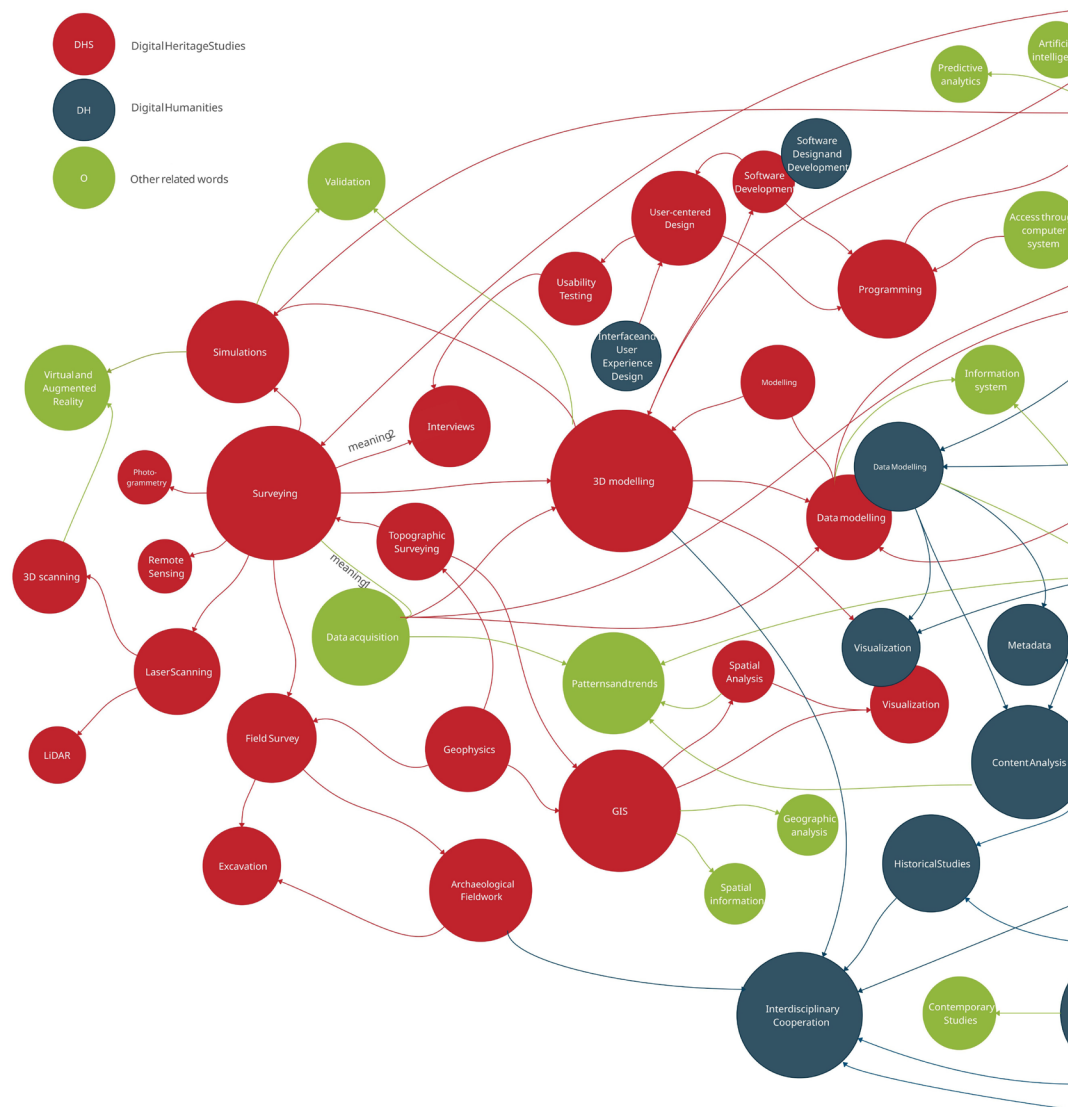 DHS
DigitalHeritageStudies
DH
DigitalHumanities
O
Other related words
Validation
Predictive
analytics
Software
Designand
Development
Software
Development
User-centered
Design
Access
computer
system
Usability
Testing
Programming
Interfaceand
User
Experience
Design
Simulations
Virtualand
Augmented
Reality
Modelling
Information
system
Interviews
meaning2
Photo-
grammetry
Surveying
3D modelling
Data Modelling
Data modelling
Topographic
Surveying
Remote
Sensing
3D scanning
meaning1
Data acquisition
Visualization
Metadata
LaserScanning
Patternsandtrends
Spatial
Analysis
Visualization
LiDAR
Field Survey
Geophysics
ContentAnalysis
GIS
Geographic
analysis
Excavation
Archaeological
Fieldwork
Spatial
information
HistoricalStudies
Interdisciplinary
Cooperation
Contemporary
Studies